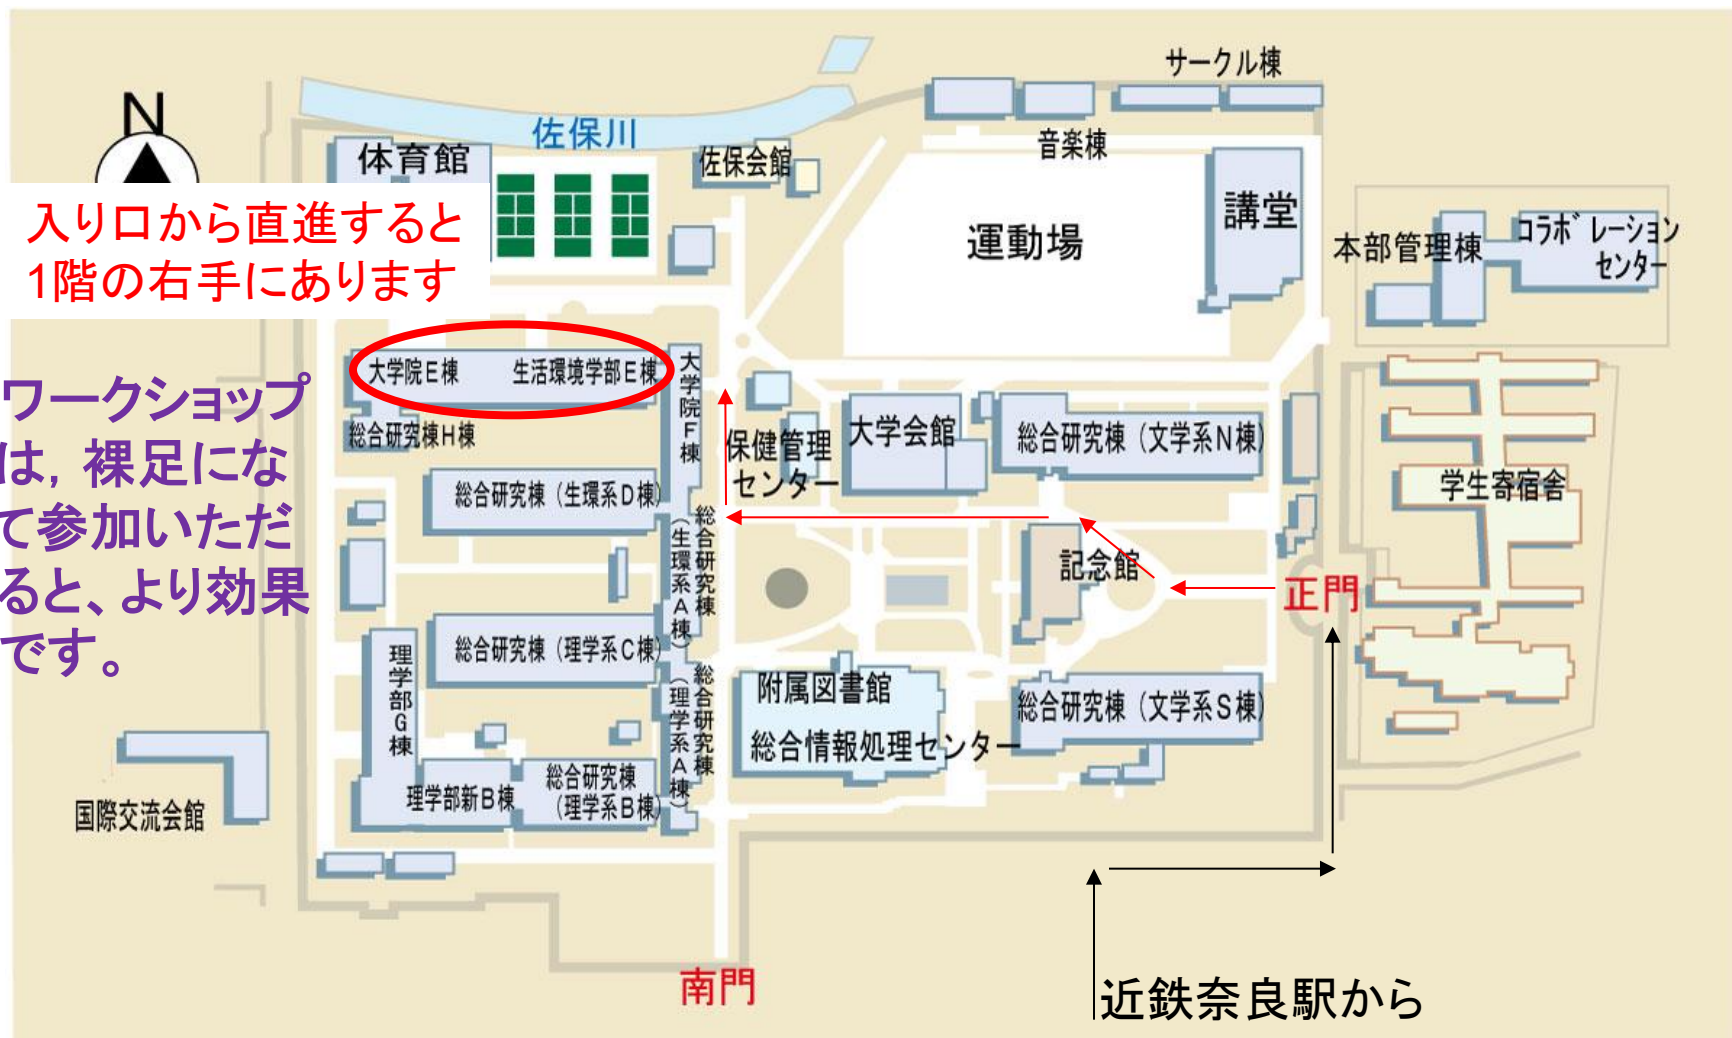 サークル棟
N
佐保川
音楽棟
体育館
佐保会館
講堂
運動場
本部管理棟
コラボレーション
センター
入り口から直進すると
1階の右手にあります
大学院E棟
生活環境学部E棟
大学院F棟
ワークショップ
は, 裸足にな
て参加いただ
ると、より効果
です。
総合研究棟H棟
保健管理
センター
大学会館
総合研究棟（文学系N棟）
総合研究棟（生環系D棟）
学生寄宿舎
総合研究棟
（生環系A棟）
記念館
正門
総合研究棟（理学系C棟）
理学部G棟
総合研究棟
（理学系A棟）
附属図書館
総合情報処理センター
総合研究棟（文学系S棟）
理学部新B棟
総合研究棟
（理学系B棟）
国際交流会館
南門
近鉄奈良駅から